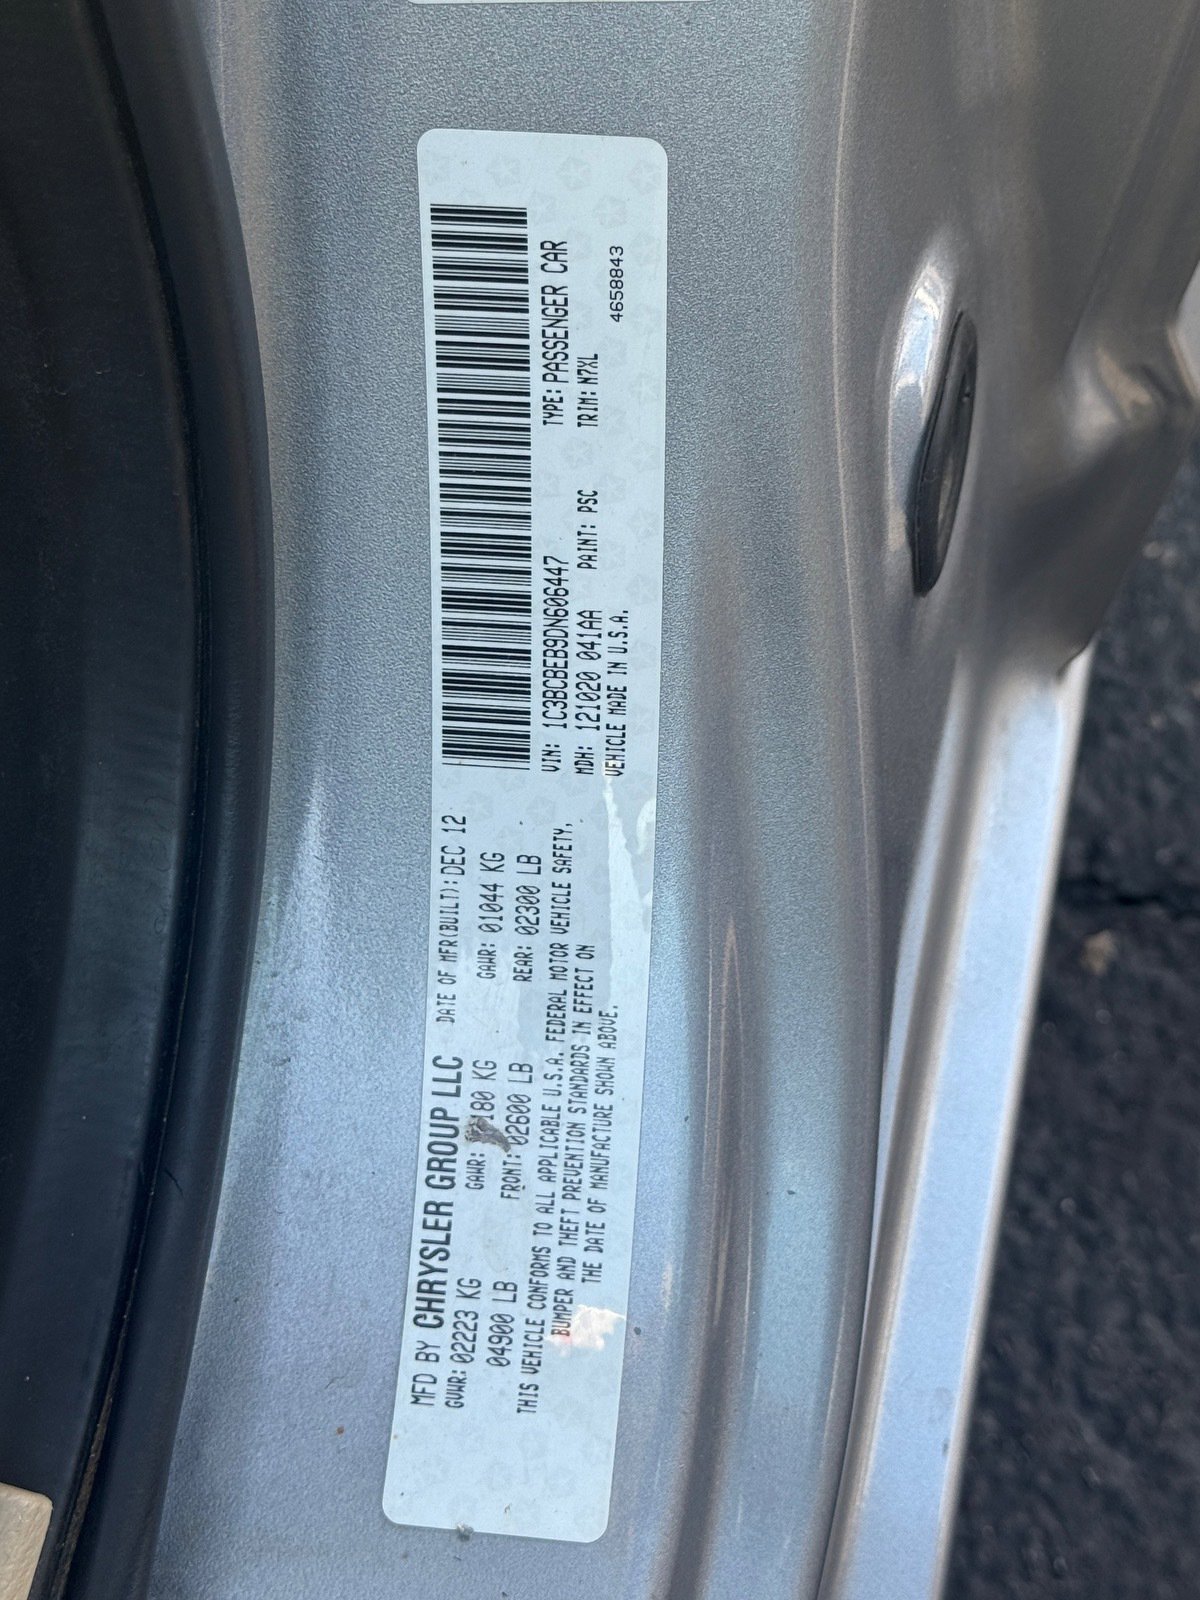 MFD BY CHRYSLER GROUP LLC DATE OF MFR(BUILT): DEC 12
GVWR: 02223 KG GAWR: KG GAWR: 01044 KG
04900 LB FRONT: 02600 LB REAR: 02300 LB
THIS VEHICLE CONFORMS TO ALL APPLICABLE U.S.A. FEDERAL MOTOR VEHICLE SAFETY,
BUMPER AND THEFT PREVENTION STANDARDS IN EFFECT ON
THE DATE OF MANUFACTURE SHOWN ABOVE.
VIN: 1C3BCBEB9DN606447 TYPE: PASSENGER CAR
MDH: 121020 041AA PAINT: PSC TRIM: N7XL
VEHICLE MADE IN U.S.A. 4658843